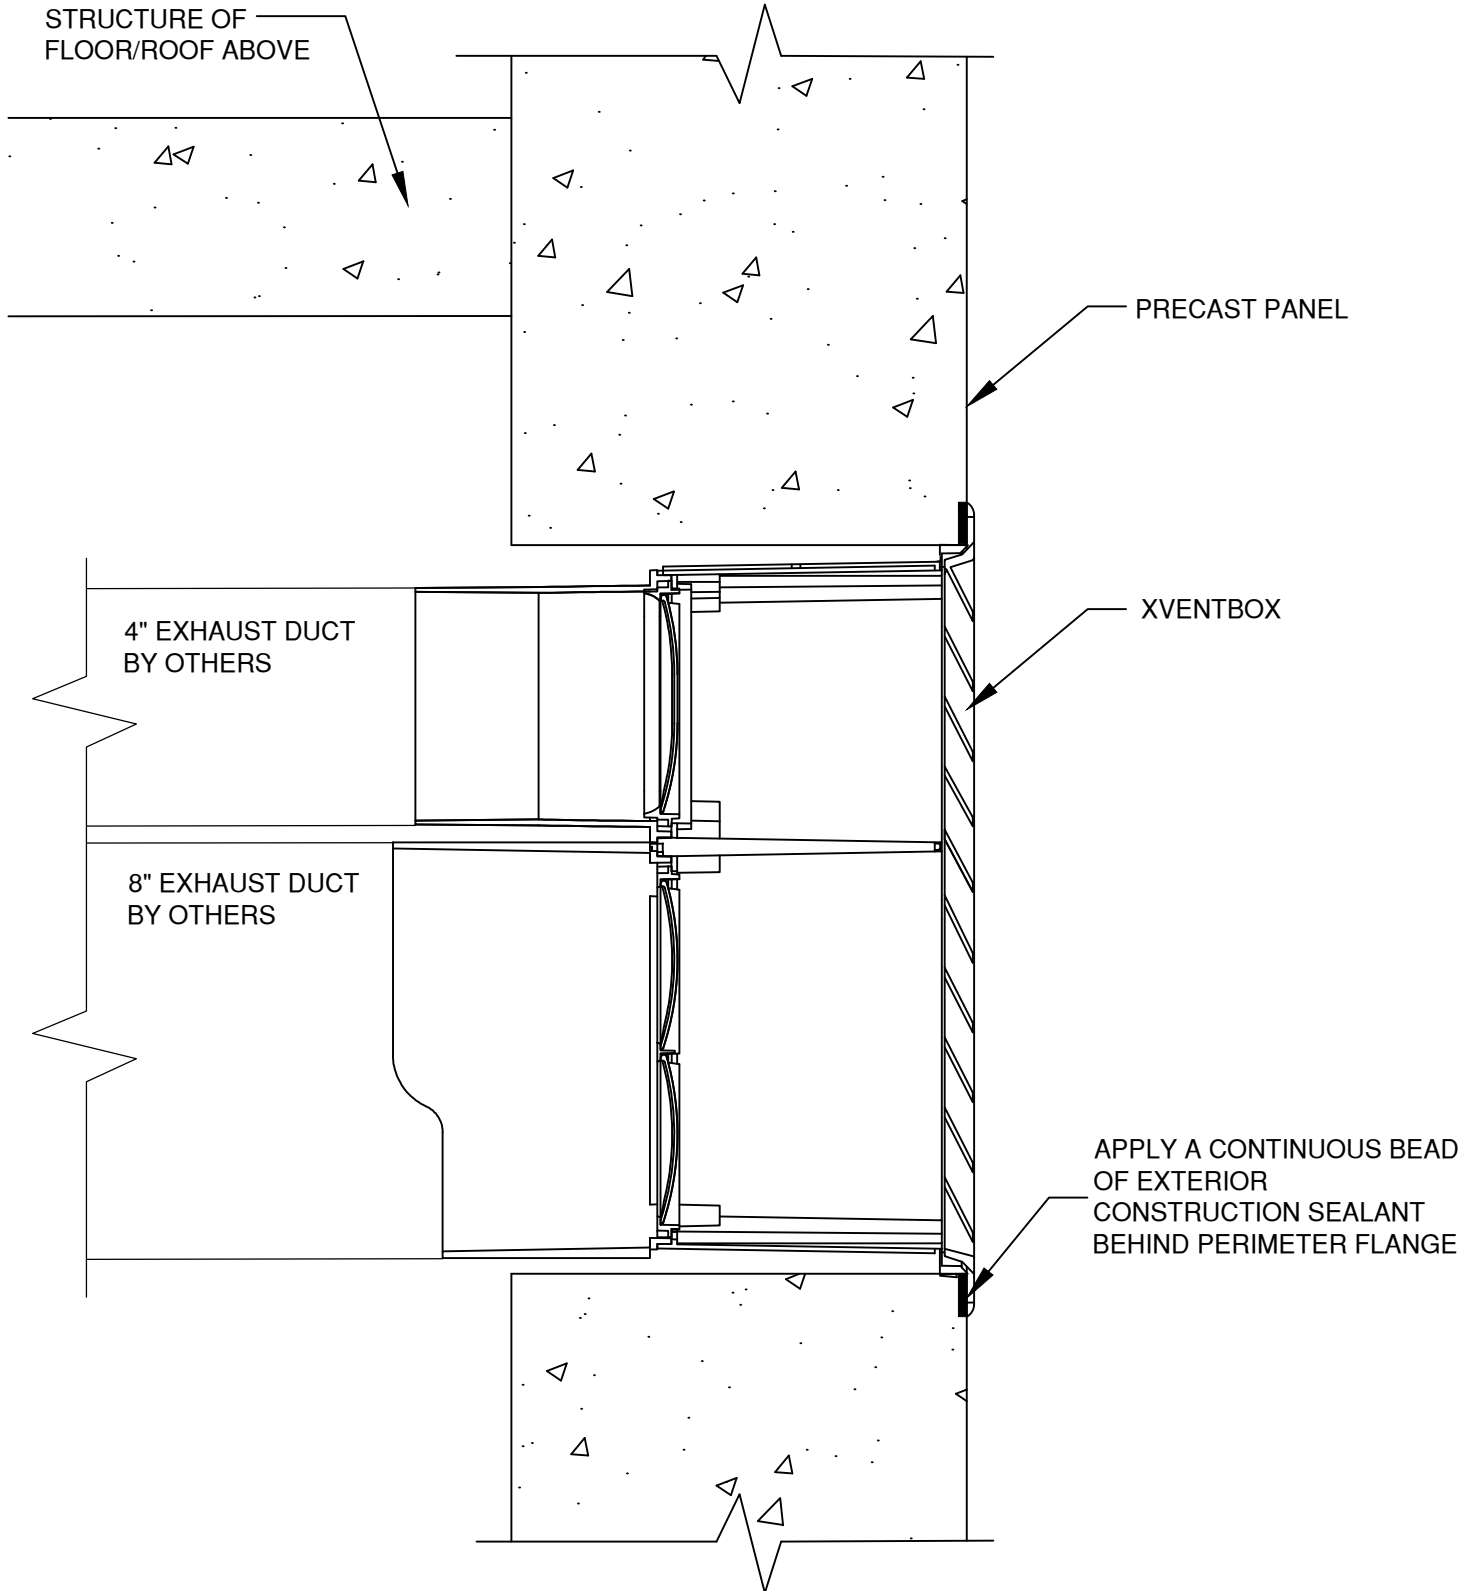 STRUCTURE OF
FLOOR/ROOF ABOVE
PRECAST PANEL
XVENTBOX
4" EXHAUST DUCT
BY OTHERS
8" EXHAUST DUCT
BY OTHERS
APPLY A CONTINUOUS BEAD
OF EXTERIOR
CONSTRUCTION SEALANT
BEHIND PERIMETER FLANGE